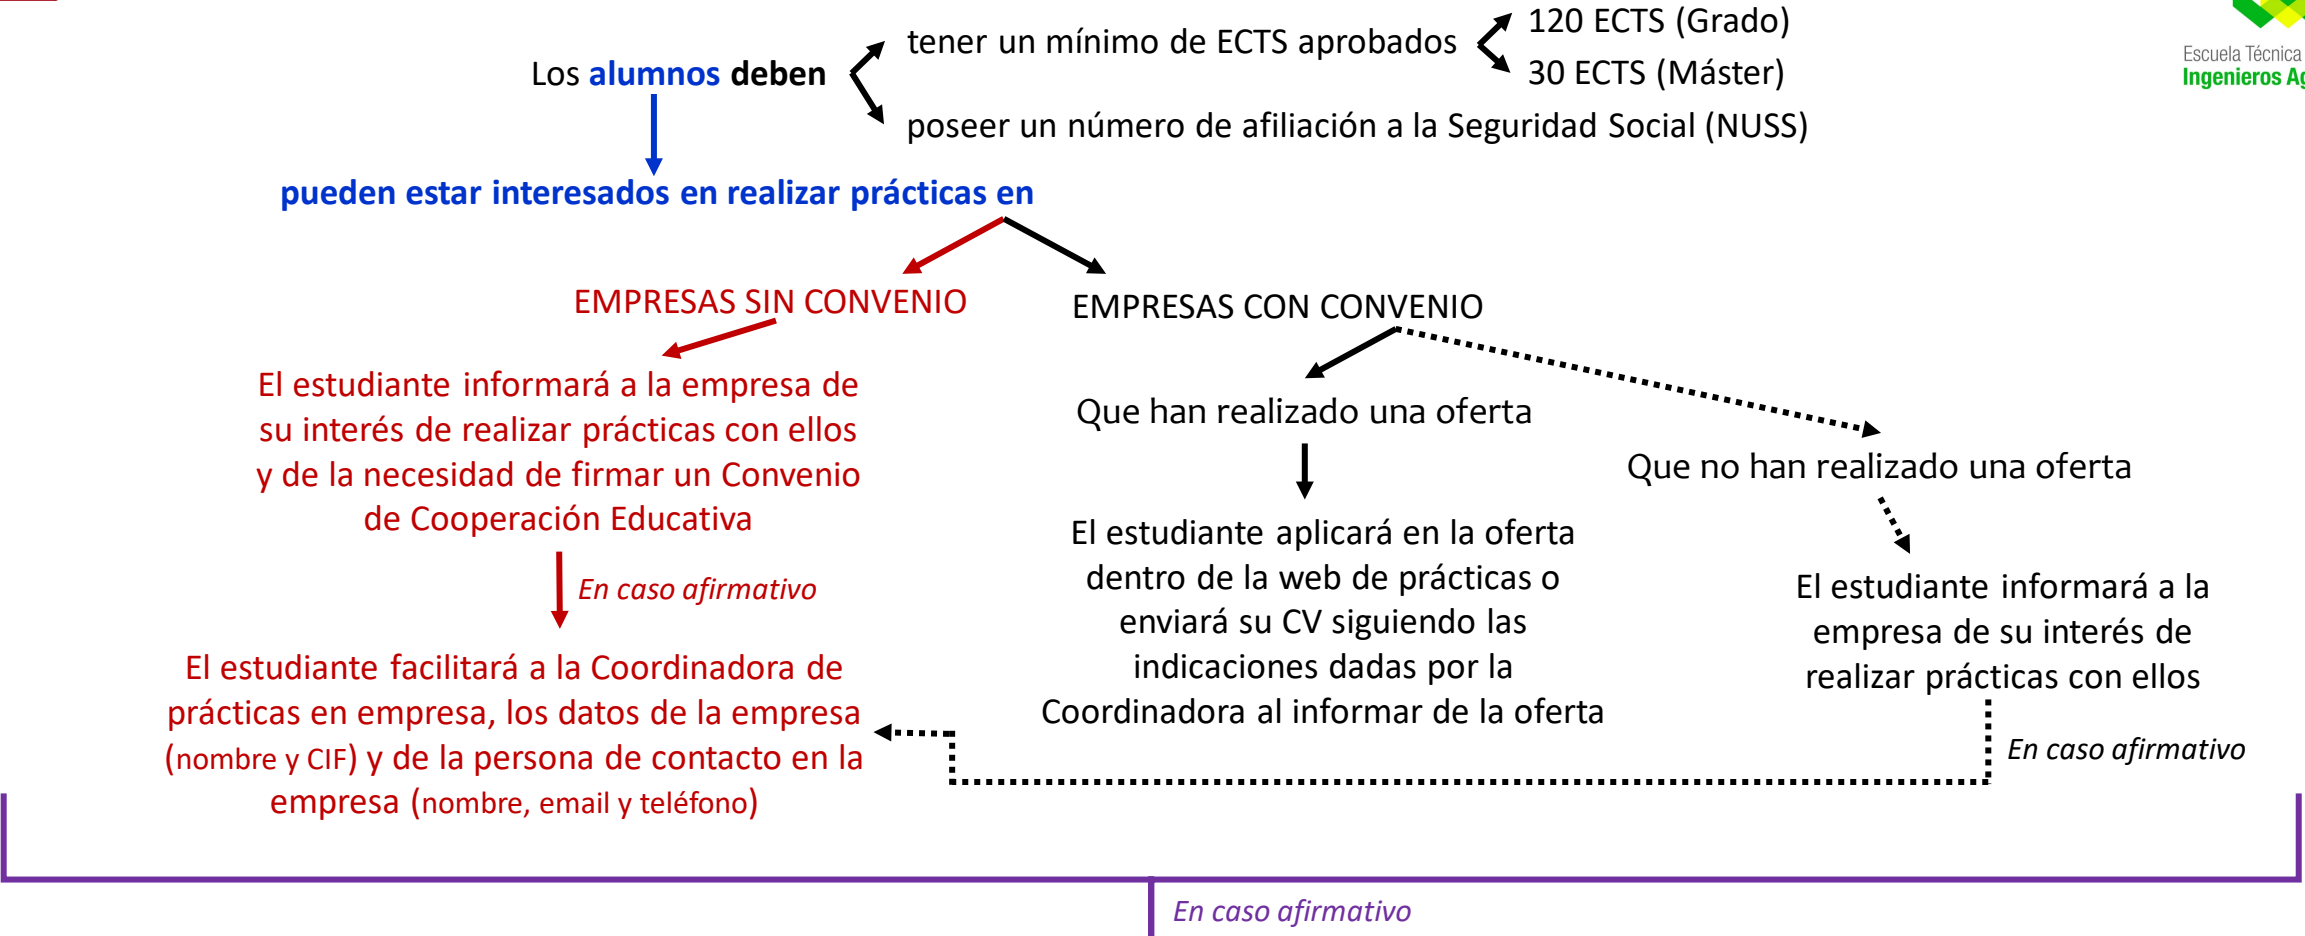 120 ECTS (Grado)
tener un mínimo de ECTS aprobados
Los alumnos deben
30 ECTS (Máster)
poseer un número de afiliación a la Seguridad Social (NUSS)
Escuela Técnica
Ingenieros Ag
pueden estar interesados en realizar prácticas en
EMPRESAS SIN CONVENIO
EMPRESAS CON CONVENIO
El estudiante informará a la empresa de
su interés de realizar prácticas con ellos
y de la necesidad de firmar un Convenio
de Cooperación Educativa
En caso afirmativo
El estudiante facilitará a la Coordinadora de
prácticas en empresa, los datos de la empresa
(nombre y CIF) y de la persona de contacto en la
empresa (nombre, email y teléfono)
Que han realizado una oferta
El estudiante aplicará en la oferta
dentro de la web de prácticas o
enviará su CV siguiendo las
indicaciones dadas por la
Coordinadora al informar de la oferta
Que no han realizado una oferta
El estudiante informará a la
empresa de su interés de
realizar prácticas con ellos
En caso afirmativo
En caso afirmativo